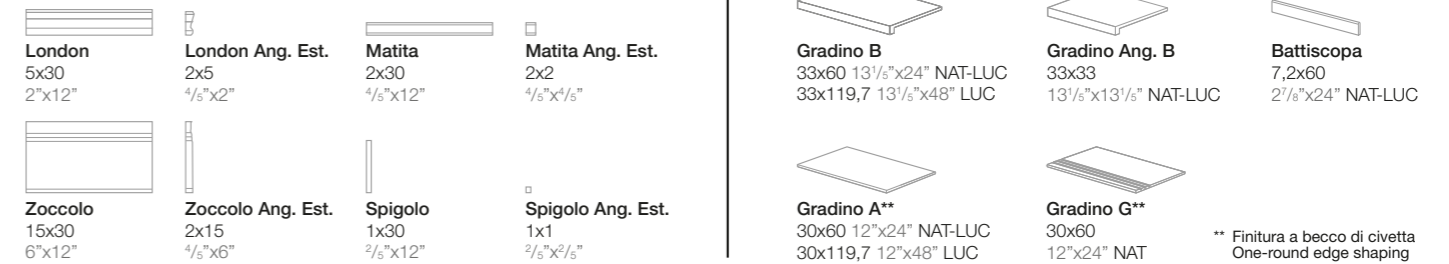 London
5x30
2”x12”
London Ang. Est.
2x5
4/5”x2”
Matita
2x30
4/5”x12”
Matita Ang. Est.
2x2
4/5”x4/5”
Zoccolo
15x30
6”x12”
Zoccolo Ang. Est.
2x15
4/5”x6”
Spigolo
1x30
2/5”x12”
Spigolo Ang. Est.
1x1
2/5”x2/5”
Gradino B
33x60 131/5”x24” NAT-LUC
33x119,7 131/5”x48” LUC
Gradino Ang. B
33x33
131/5”x131/5” NAT-LUC
Battiscopa
7,2x60
27/8”x24” NAT-LUC
Gradino A**
30x60 12”x24” NAT-LUC
30x119,7 12”x48” LUC
Gradino G**
30x60
12”x24” NAT
** Finitura a becco di civetta
One-round edge shaping